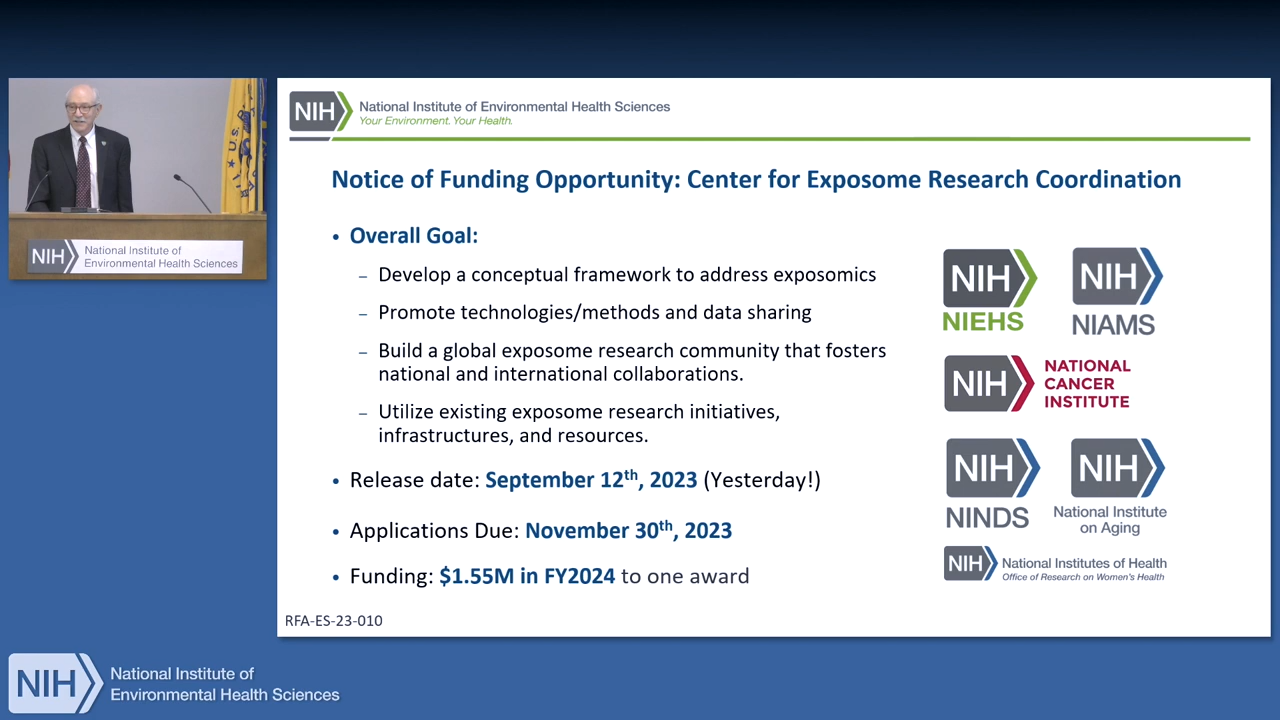 NIH
National Institute of Environmental Health Sciences
Your Environment. Your Health.
Notice of Funding Opportunity: Center for Exposome Research Coordination
• Overall Goal:
– Develop a conceptual framework to address exposomics
– Promote technologies/methods and data sharing
– Build a global exposome research community that fosters
national and international collaborations.
– Utilize existing exposome research initiatives,
infrastructures, and resources.
• Release date: September 12th, 2023 (Yesterday!)
• Applications Due: November 30th, 2023
• Funding: $1.55M in FY2024 to one award
RFA-ES-23-010
NIH
NIEHS
NIH
NIAMS
NIH
NATIONAL
CANCER
INSTITUTE
NIH
NINDS
NIH
National Institute
on Aging
NIH
National Institutes of Health
Office of Research on Women's Health
U.S.
NIH
National Institute of
Environmental Health Sciences
NIH
National Institute of
Environmental Health Sciences